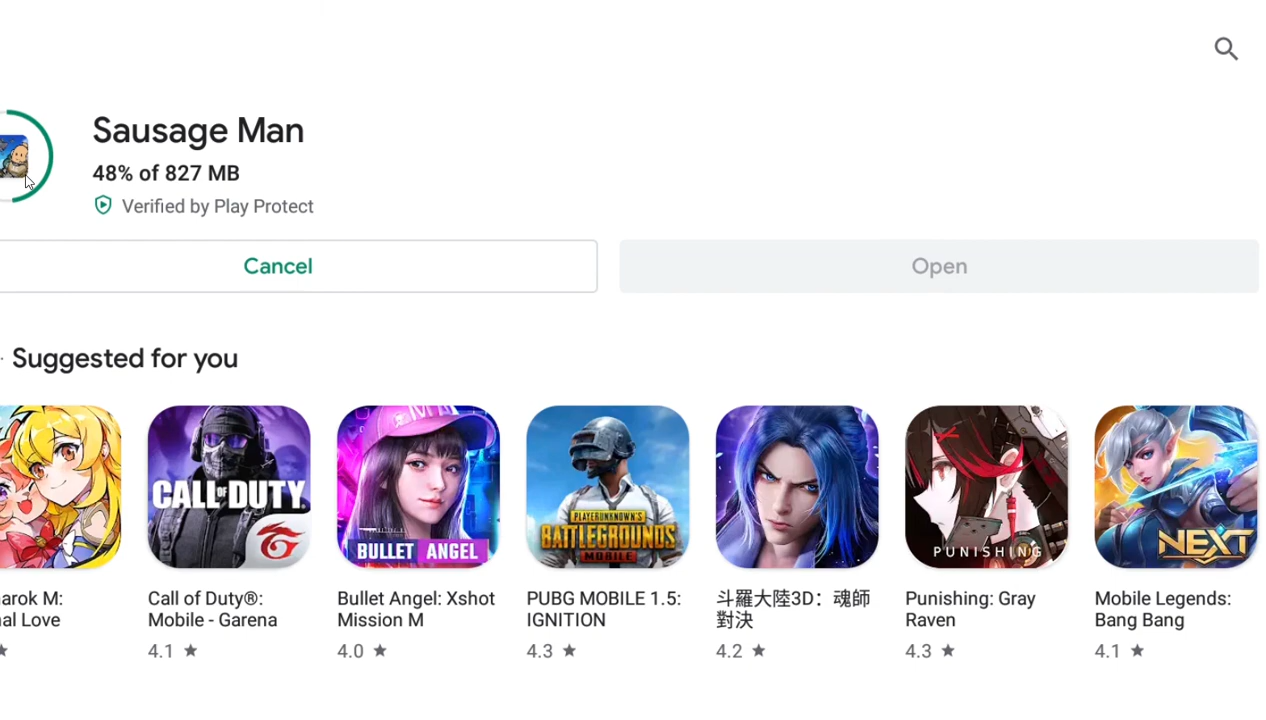 Sausage Man
48% of 827 MB
Verified by Play Protect
Cancel
Open
Suggested for you
CALL OF DUTY
BULLET ANGEL
PLAYERUNKNOWN'S
BATTLEGROUNDS
MOBILE
PUNISHING
NEXT
arok M:
al Love
Call of Duty®:
Mobile - Garena
4.1 ★
Bullet Angel: Xshot
Mission M
4.0 ★
PUBG MOBILE 1.5:
IGNITION
4.3 ★
斗羅大陸3D：魂師
對決
4.2 ★
Punishing: Gray
Raven
4.3 ★
Mobile Legends:
Bang Bang
4.1 ★